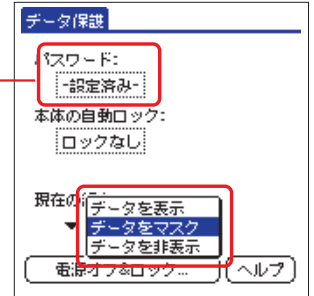 データ保護
パスワード:
-設定済み-
本体の自動ロック:
ロックなし
現在の
データを表示
データをマスク
データを非表示
電源オフ&ロック...
ヘルプ